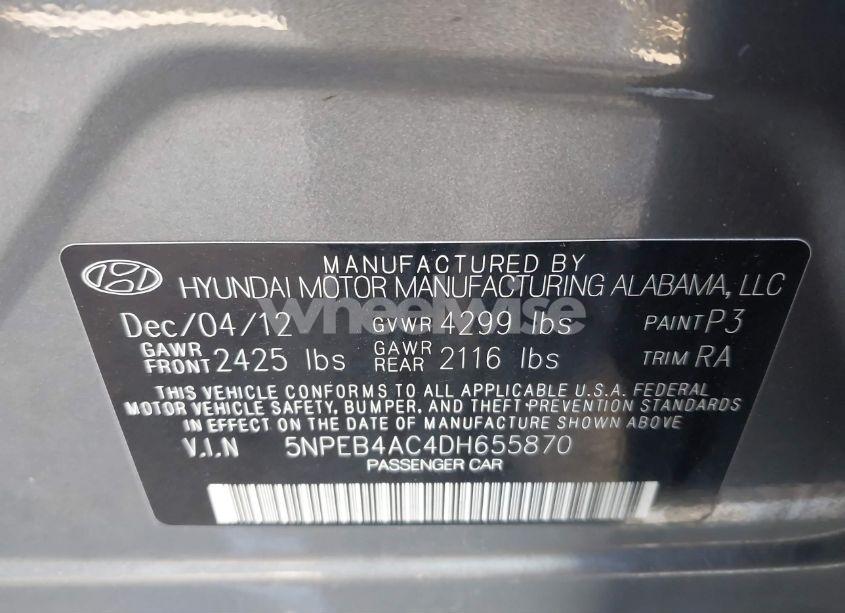 MANUFACTURED BY
HYUNDAI MOTOR MANUFACTURING ALABAMA, LLC
wheelwise
Dec/04/12 GVWR 4299 lbs PAINT P3
GAWR FRONT 2425 lbs GAWR REAR 2116 lbs TRIM RA
THIS VEHICLE CONFORMS TO ALL APPLICABLE U.S.A. FEDERAL
MOTOR VEHICLE SAFETY, BUMPER, AND THEFT PREVENTION STANDARDS
IN EFFECT ON THE DATE OF MANUFACTURE SHOWN ABOVE
V.I.N 5NPEB4AC4DH655870
PASSENGER CAR